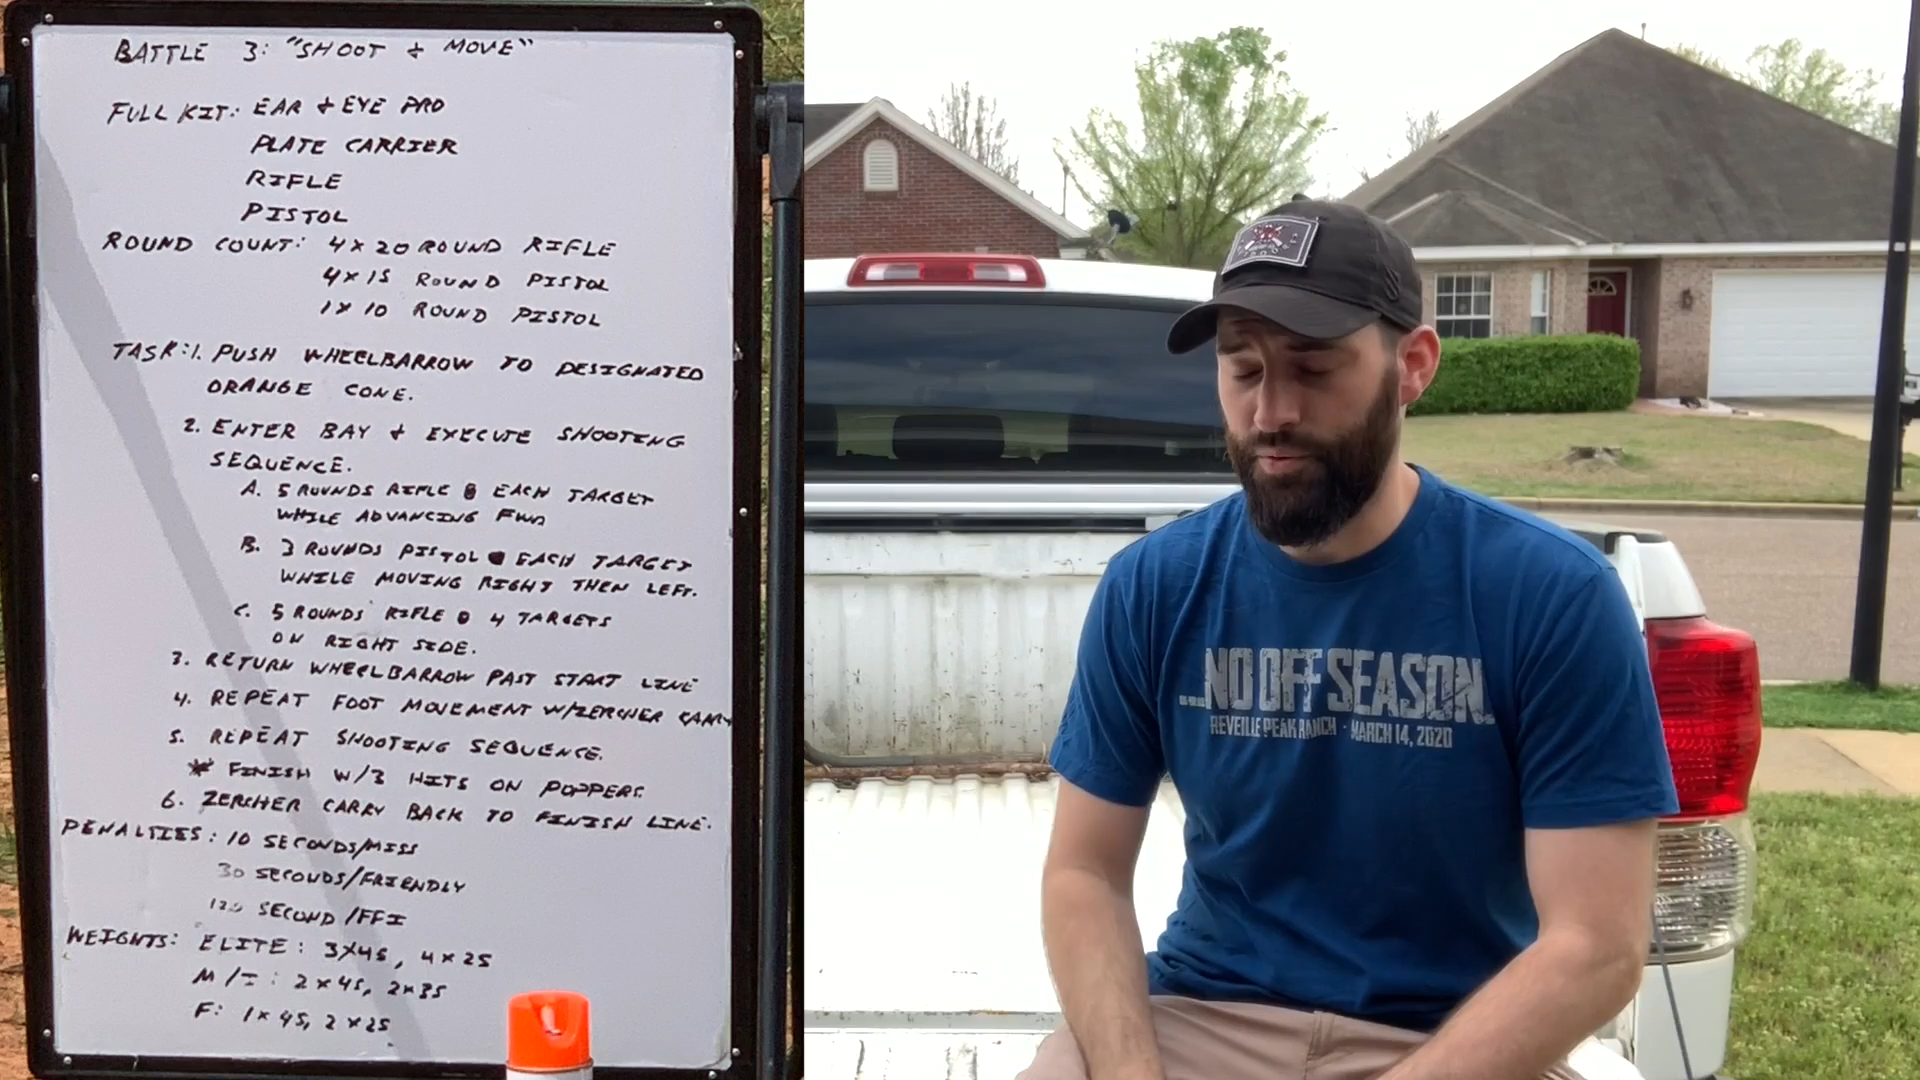 BATTLE 3: "SHOOT & MOVE"
FULL KIT: EAR & EYE PRO
PLATE CARRIER
RIFLE
PISTOL
ROUND COUNT: 4X 20 ROUND RIFLE
4X 15 ROUND PISTOL
1X 10 ROUND PISTOL
TASK: 1. PUSH WHEELBARROW TO DESIGNATED
ORANGE CONE.
2. ENTER BAY & EXECUTE SHOOTING
SEQUENCE.
A. 5 ROUNDS RIFLE @ EACH TARGET
WHILE ADVANCING FWD
B. 3 ROUNDS PISTOL @ EACH TARGET
WHILE MOVING RIGHT THEN LEFT.
C. 5 ROUNDS RIFLE @ 4 TARGETS
ON RIGHT SIDE.
3. RETURN WHEELBARROW PAST START LINE
4. REPEAT FOOT MOVEMENT W/ZERCHER CARRY
5. REPEAT SHOOTING SEQUENCE.
* FINISH W/3 HITS ON POPPERS.
6. ZERCHER CARRY BACK TO FINISH LINE.
PENALTIES: 10 SECONDS/MISS
30 SECONDS/FRIENDLY
120 SECOND/FFI
WEIGHTS: ELITE: 3X45, 4X25
M/I: 2X45, 2X35
F: 1X45, 2X25
NO OFF SEASON.
REVEILLE PEAK RANCH - MARCH 14, 2020